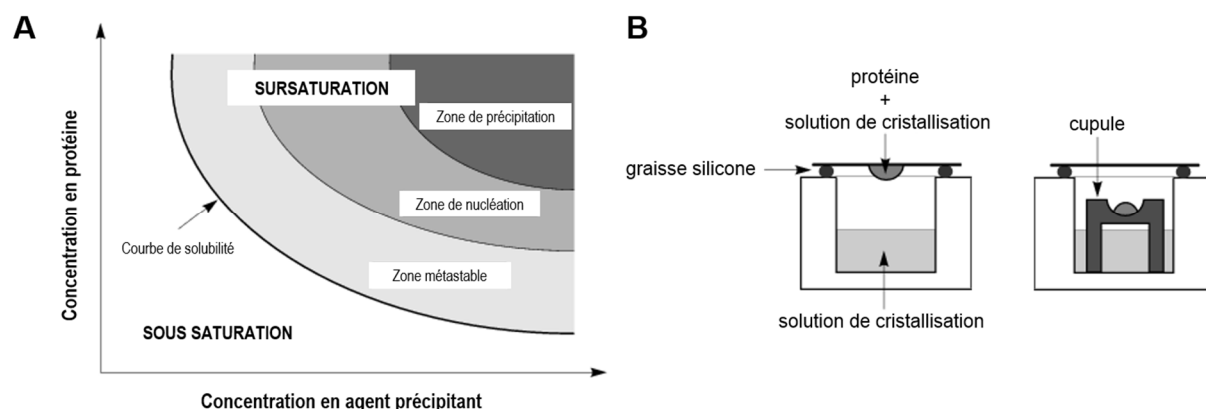 A
Concentration en protéine
SURSATURATION
Zone de précipitation
Zone de nucléation
Courbe de solubilité
Zone métastable
SOUS SATURATION
Concentration en agent précipitant
B
protéine
+
solution de cristallisation
cupule
graisse silicone
solution de cristallisation